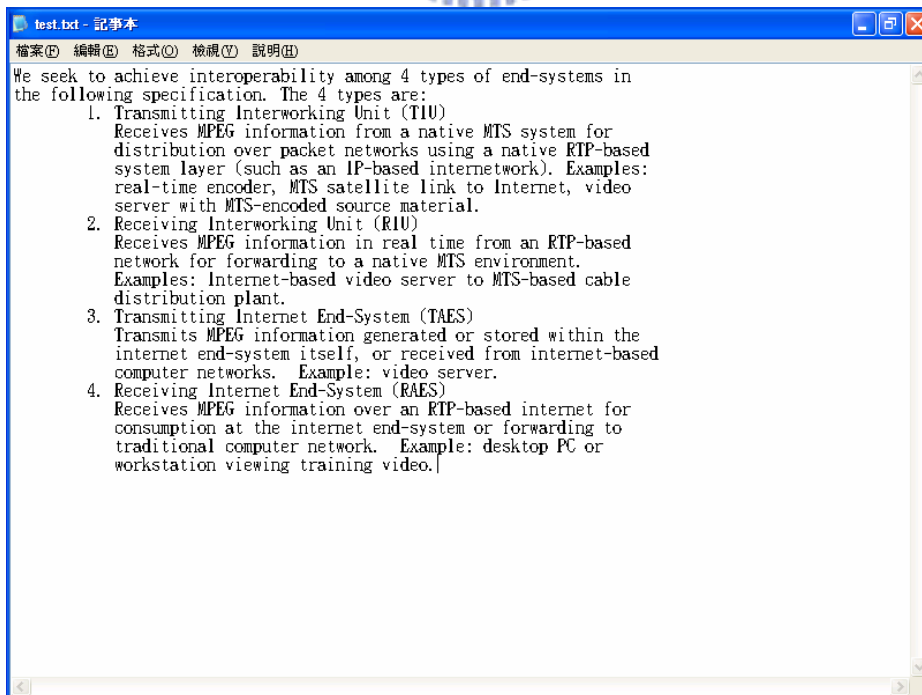 test.txt - 記事本
檔案(F) 編輯(E) 格式(O) 檢視(V) 說明(H)
We seek to achieve interoperability among 4 types of end-systems in
the following specification. The 4 types are:
1. Transmitting Interworking Unit (TIU)
Receives MPEG information from a native MTS system for
distribution over packet networks using a native RTP-based
system layer (such as an IP-based internetwork). Examples:
real-time encoder, MTS satellite link to Internet, video
server with MTS-encoded source material.
2. Receiving Interworking Unit (RIU)
Receives MPEG information in real time from an RTP-based
network for forwarding to a native MTS environment.
Examples: Internet-based video server to MTS-based cable
distribution plant.
3. Transmitting Internet End-System (TAES)
Transmits MPEG information generated or stored within the
internet end-system itself, or received from internet-based
computer networks.  Example: video server.
4. Receiving Internet End-System (RAES)
Receives MPEG information over an RTP-based internet for
consumption at the internet end-system or forwarding to
traditional computer network.  Example: desktop PC or
workstation viewing training video.